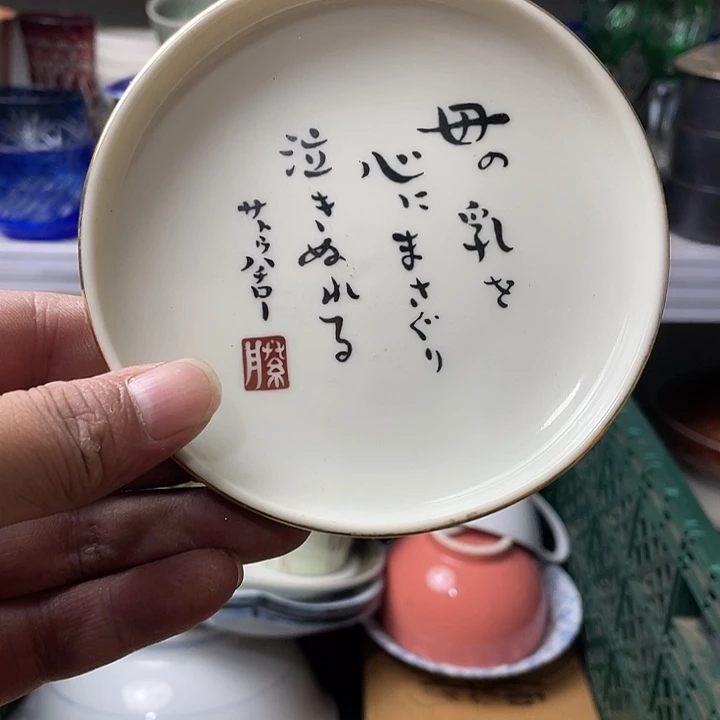 母の乳を
心にまさぐり
泣きぬれる
サトウハチロー